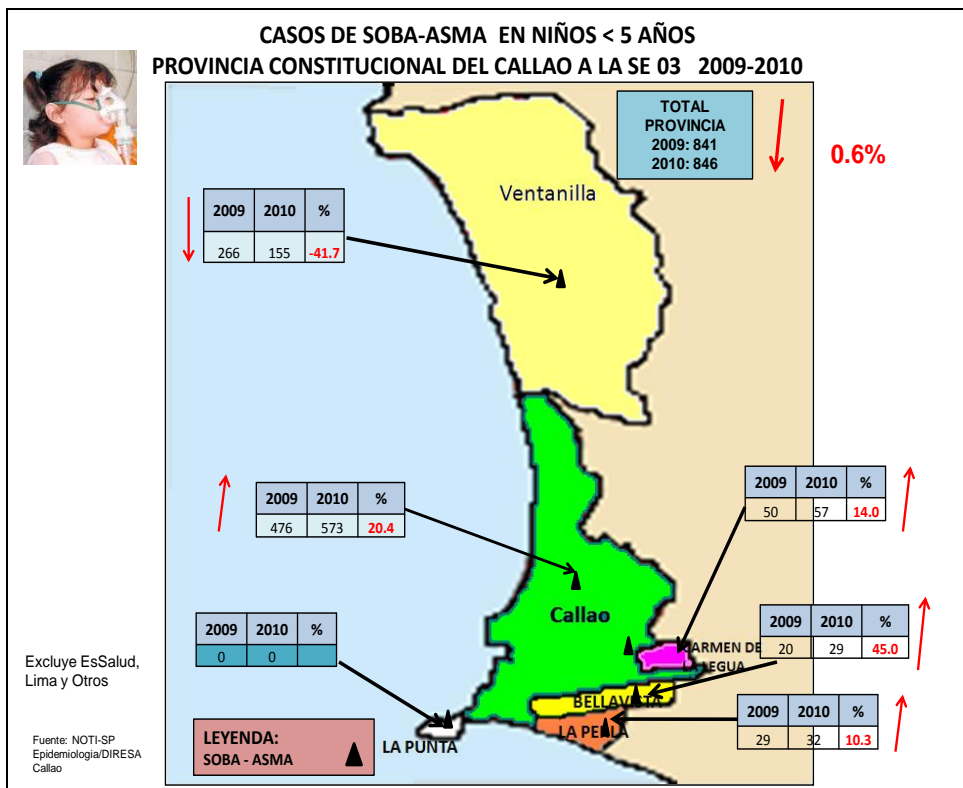 CASOS DE SOBA-ASMA EN NIÑOS < 5 AÑOS
PROVINCIA CONSTITUCIONAL DEL CALLAO A LA SE 03 2009-2010
TOTAL
PROVINCIA
2009: 841
2010: 846
0.6%
Ventanilla
2009 2010 %
266 155 -41.7
2009 2010 %
476 573 20.4
2009 2010 %
50 57 14.0
Callao
2009 2010 %
0 0
CARMEN DE
LA LEGUA
2009 2010 %
20 29 45.0
BELLAVISTA
LA PERLA
2009 2010 %
29 32 10.3
LA PUNTA
LEYENDA:
SOBA - ASMA
Excluye EsSalud,
Lima y Otros
Fuente: NOTI-SP
Epidemiologia/DIRESA
Callao